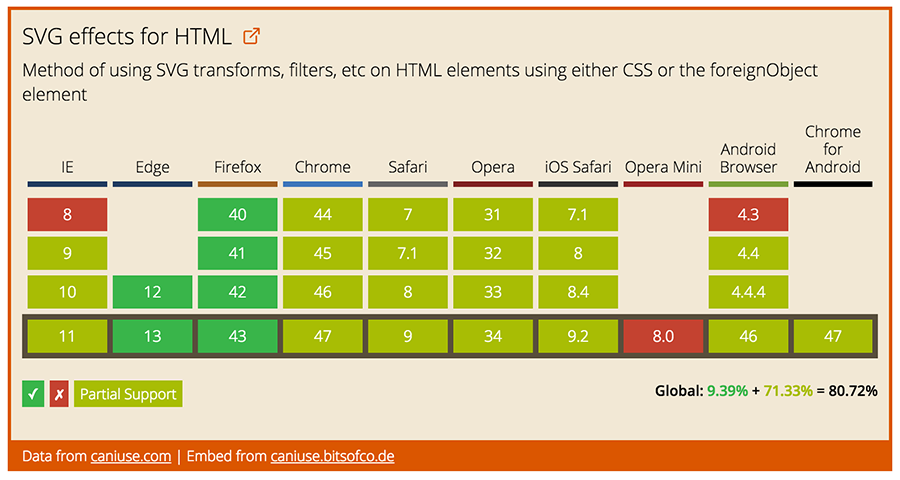 SVG effects for HTML
Method of using SVG transforms, filters, etc on HTML elements using either CSS or the foreignObject
element
IE Edge Firefox Chrome Safari Opera iOS Safari Opera Mini Android Browser Chrome for Android
8 40 44 7 31 7.1 4.3
9 41 45 7.1 32 8 4.4
10 12 42 46 8 33 8.4 4.4.4
11 13 43 47 9 34 9.2 8.0 46 47
✓ ✗ Partial Support Global: 9.39% + 71.33% = 80.72%
Data from caniuse.com | Embed from caniuse.bitsofco.de